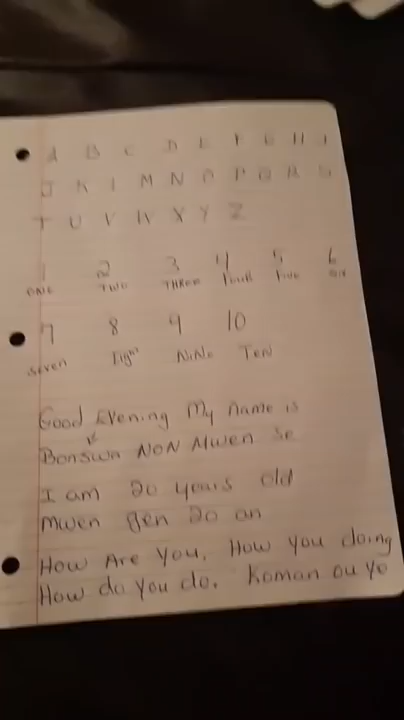 A B C D E F G H I
J K L M N O P Q R S
T U V W X Y Z
1 2 3 4 5 6
ONE TWO THREE FOUR FIVE SIX
7 8 9 10
Seven Eight NiNe TeN
Good Evening My name is
Bonswa NON Mwen se
I am 20 years old
Mwen gen 20 an
How Are You. How you doing
How do you do. Koman ou yo